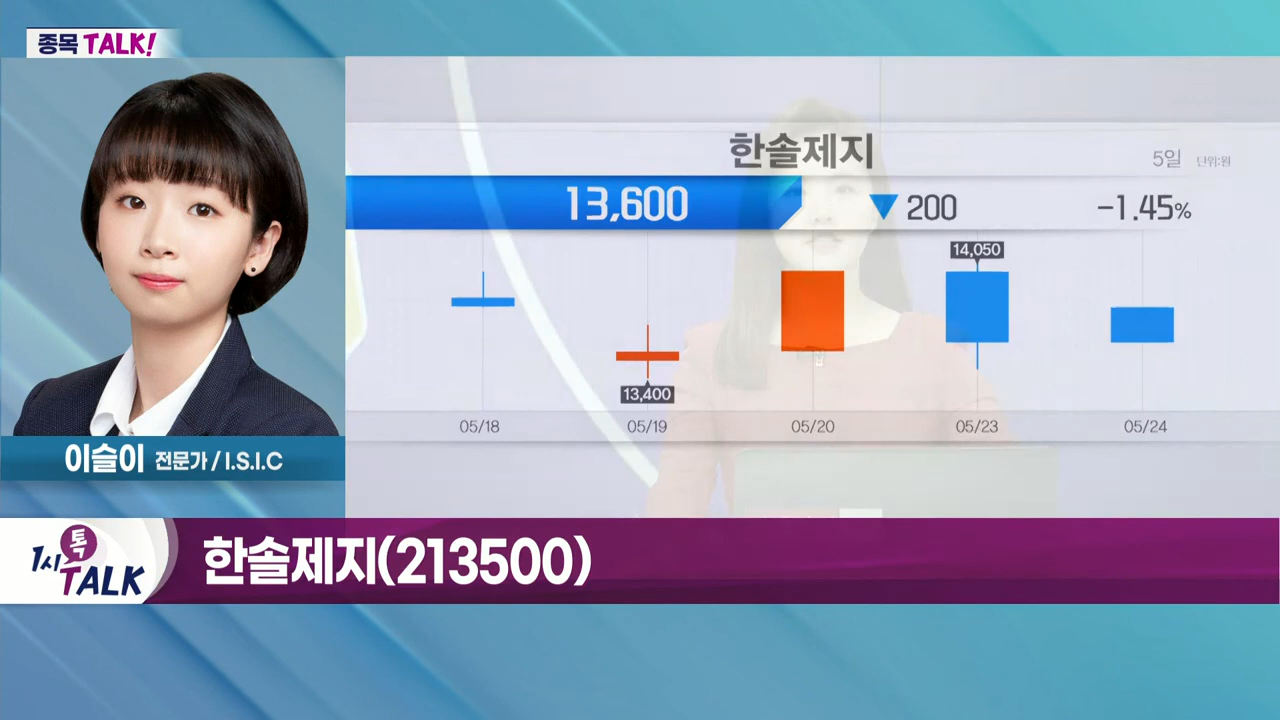 종목 TALK!
한솔제지
5일 단위:원
13,600 ▼ 200 -1.45%
14,050
13,400
05/18 05/19 05/20 05/23 05/24
이슬이 전문가 / I.S.I.C
1시 톡 TALK
한솔제지(213500)